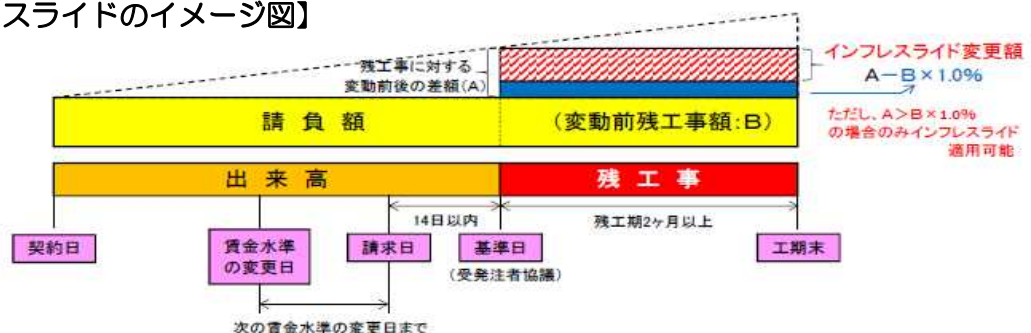 スライドのイメージ図】
残工事に対する
変動前後の差額(A)
インフレスライド変更額
A－B×1.0%
請 負 額
(変動前残工事額:B)
ただし、A＞B×1.0%
の場合のみインフレスライド
適用可能
出 来 高
残 工 事
14日以内
残工期2ヶ月以上
契約日
賃金水準
の変更日
請求日
基準日
(受発注者協議)
工期末
次の賃金水準の変更日まで